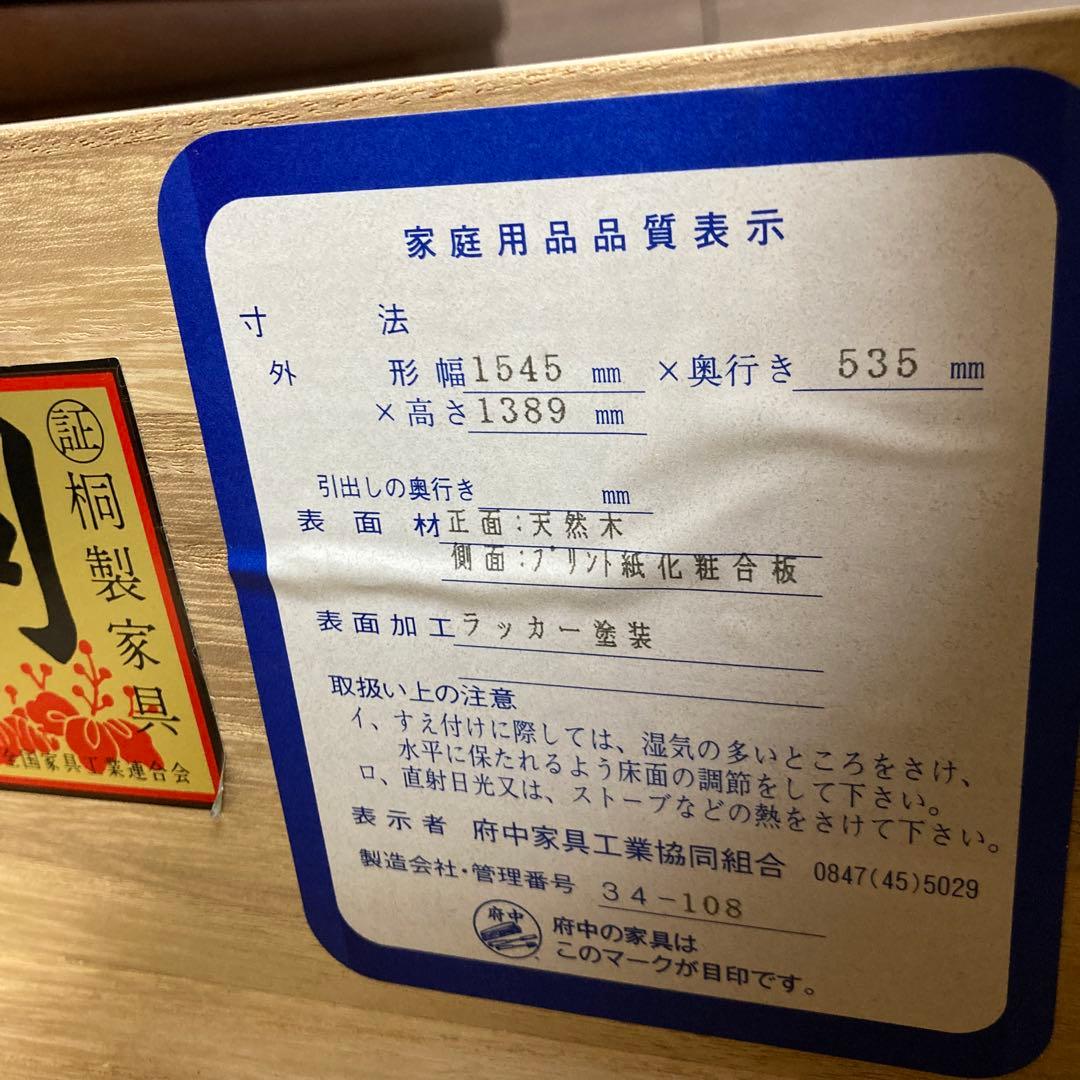 家庭用品品質表示
寸法
外形 幅1545 mm ×奥行き 535 mm
×高さ1389 mm
引出しの奥行き mm
表面材 正面:天然木
側面:プリント紙化粧合板
表面加工 ラッカー塗装
取扱い上の注意
イ、すえ付けに際しては、湿気の多いところをさけ、
水平に保たれるよう床面の調節をして下さい。
ロ、直射日光又は、ストーブなどの熱をさけて下さい。
表示者 府中家具工業協同組合 0847(45)5029
製造会社・管理番号 34-108
府中
府中の家具は
このマークが目印です。
証
桐製家具
全国家具工業連合会